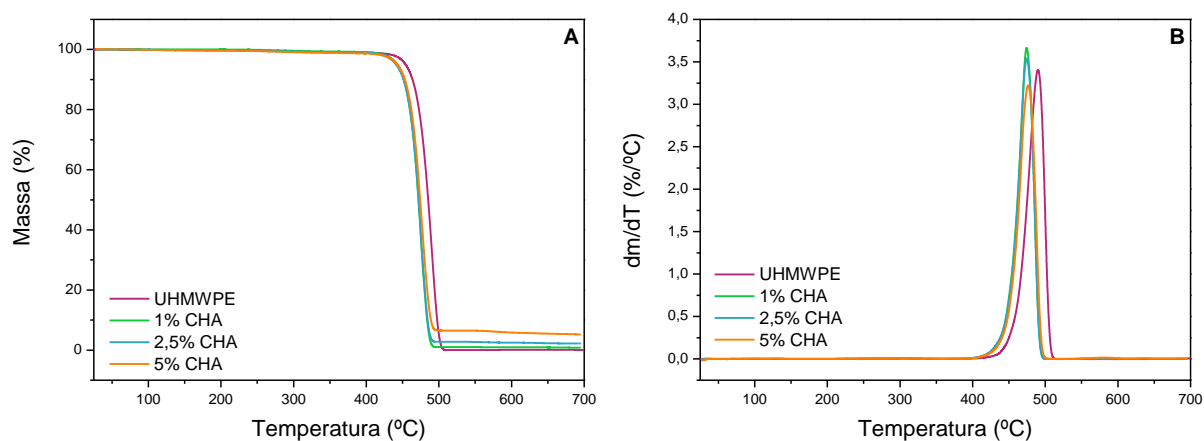 A
100
80
60
40
20
0
Massa (%)
UHMWPE
1% CHA
2,5% CHA
5% CHA
100 200 300 400 500 600 700
Temperatura (ºC)
B
4,0
3,5
3,0
2,5
2,0
1,5
1,0
0,5
0,0
dm/dT (%/ºC)
UHMWPE
1% CHA
2,5% CHA
5% CHA
100 200 300 400 500 600 700
Temperatura (ºC)